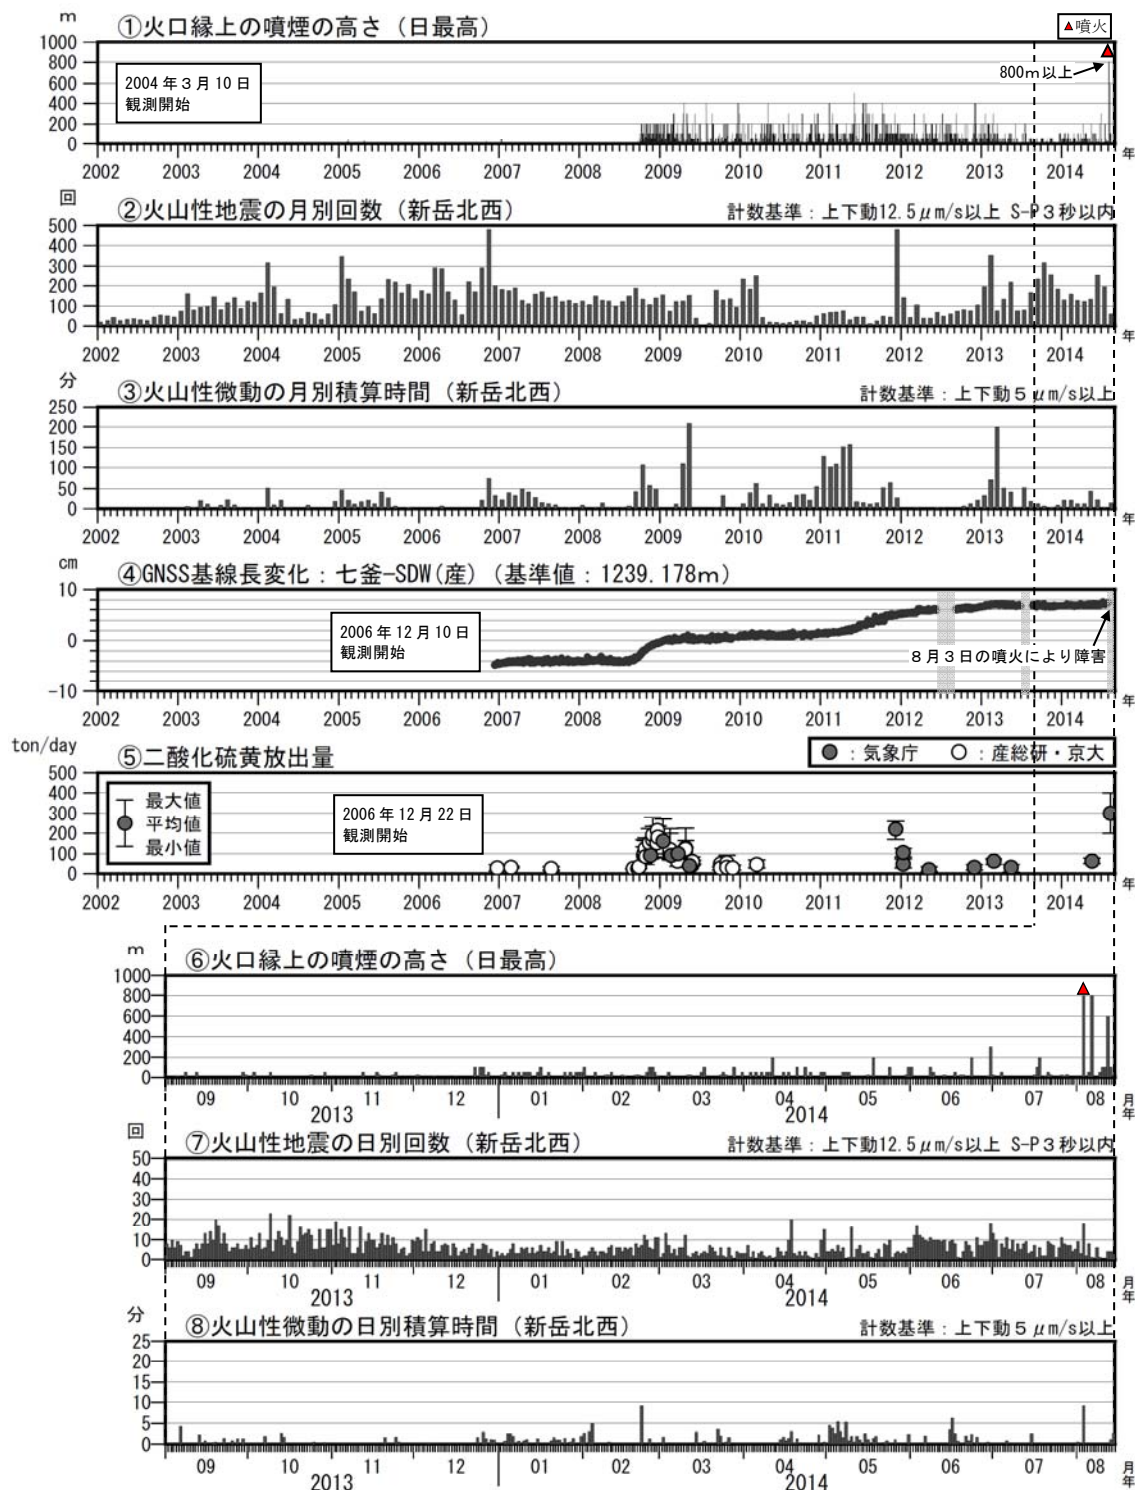 m
①火口縁上の噴煙の高さ（日最高）
▲噴火
1000
800
600
400
200
0
2004年3月10日
観測開始
800m以上
2002 2003 2004 2005 2006 2007 2008 2009 2010 2011 2012 2013 2014 年
回
②火山性地震の月別回数（新岳北西）
計数基準：上下動12.5μm/s以上 S-P3秒以内
500
400
300
200
100
0
2002 2003 2004 2005 2006 2007 2008 2009 2010 2011 2012 2013 2014 年
分
③火山性微動の月別積算時間（新岳北西）
計数基準：上下動5μm/s以上
250
200
150
100
50
0
2002 2003 2004 2005 2006 2007 2008 2009 2010 2011 2012 2013 2014 年
cm
④GNSS基線長変化：七釜-SDW(産)（基準値：1239.178m）
10
0
-10
2006年12月10日
観測開始
8月3日の噴火により障害
2002 2003 2004 2005 2006 2007 2008 2009 2010 2011 2012 2013 2014 年
ton/day
⑤二酸化硫黄放出量
●：気象庁 ○：産総研・京大
500
400
300
200
100
0
最大値
平均値
最小値
2006年12月22日
観測開始
2002 2003 2004 2005 2006 2007 2008 2009 2010 2011 2012 2013 2014 年
m
⑥火口縁上の噴煙の高さ（日最高）
1000
800
600
400
200
0
09 10 11 12 01 02 03 04 05 06 07 08 月
2013 2014 年
回
⑦火山性地震の日別回数（新岳北西）
計数基準：上下動12.5μm/s以上 S-P3秒以内
50
40
30
20
10
0
09 10 11 12 01 02 03 04 05 06 07 08 月
2013 2014 年
分
⑧火山性微動の日別積算時間（新岳北西）
計数基準：上下動5μm/s以上
25
20
15
10
5
0
09 10 11 12 01 02 03 04 05 06 07 08 月
2013 2014 年